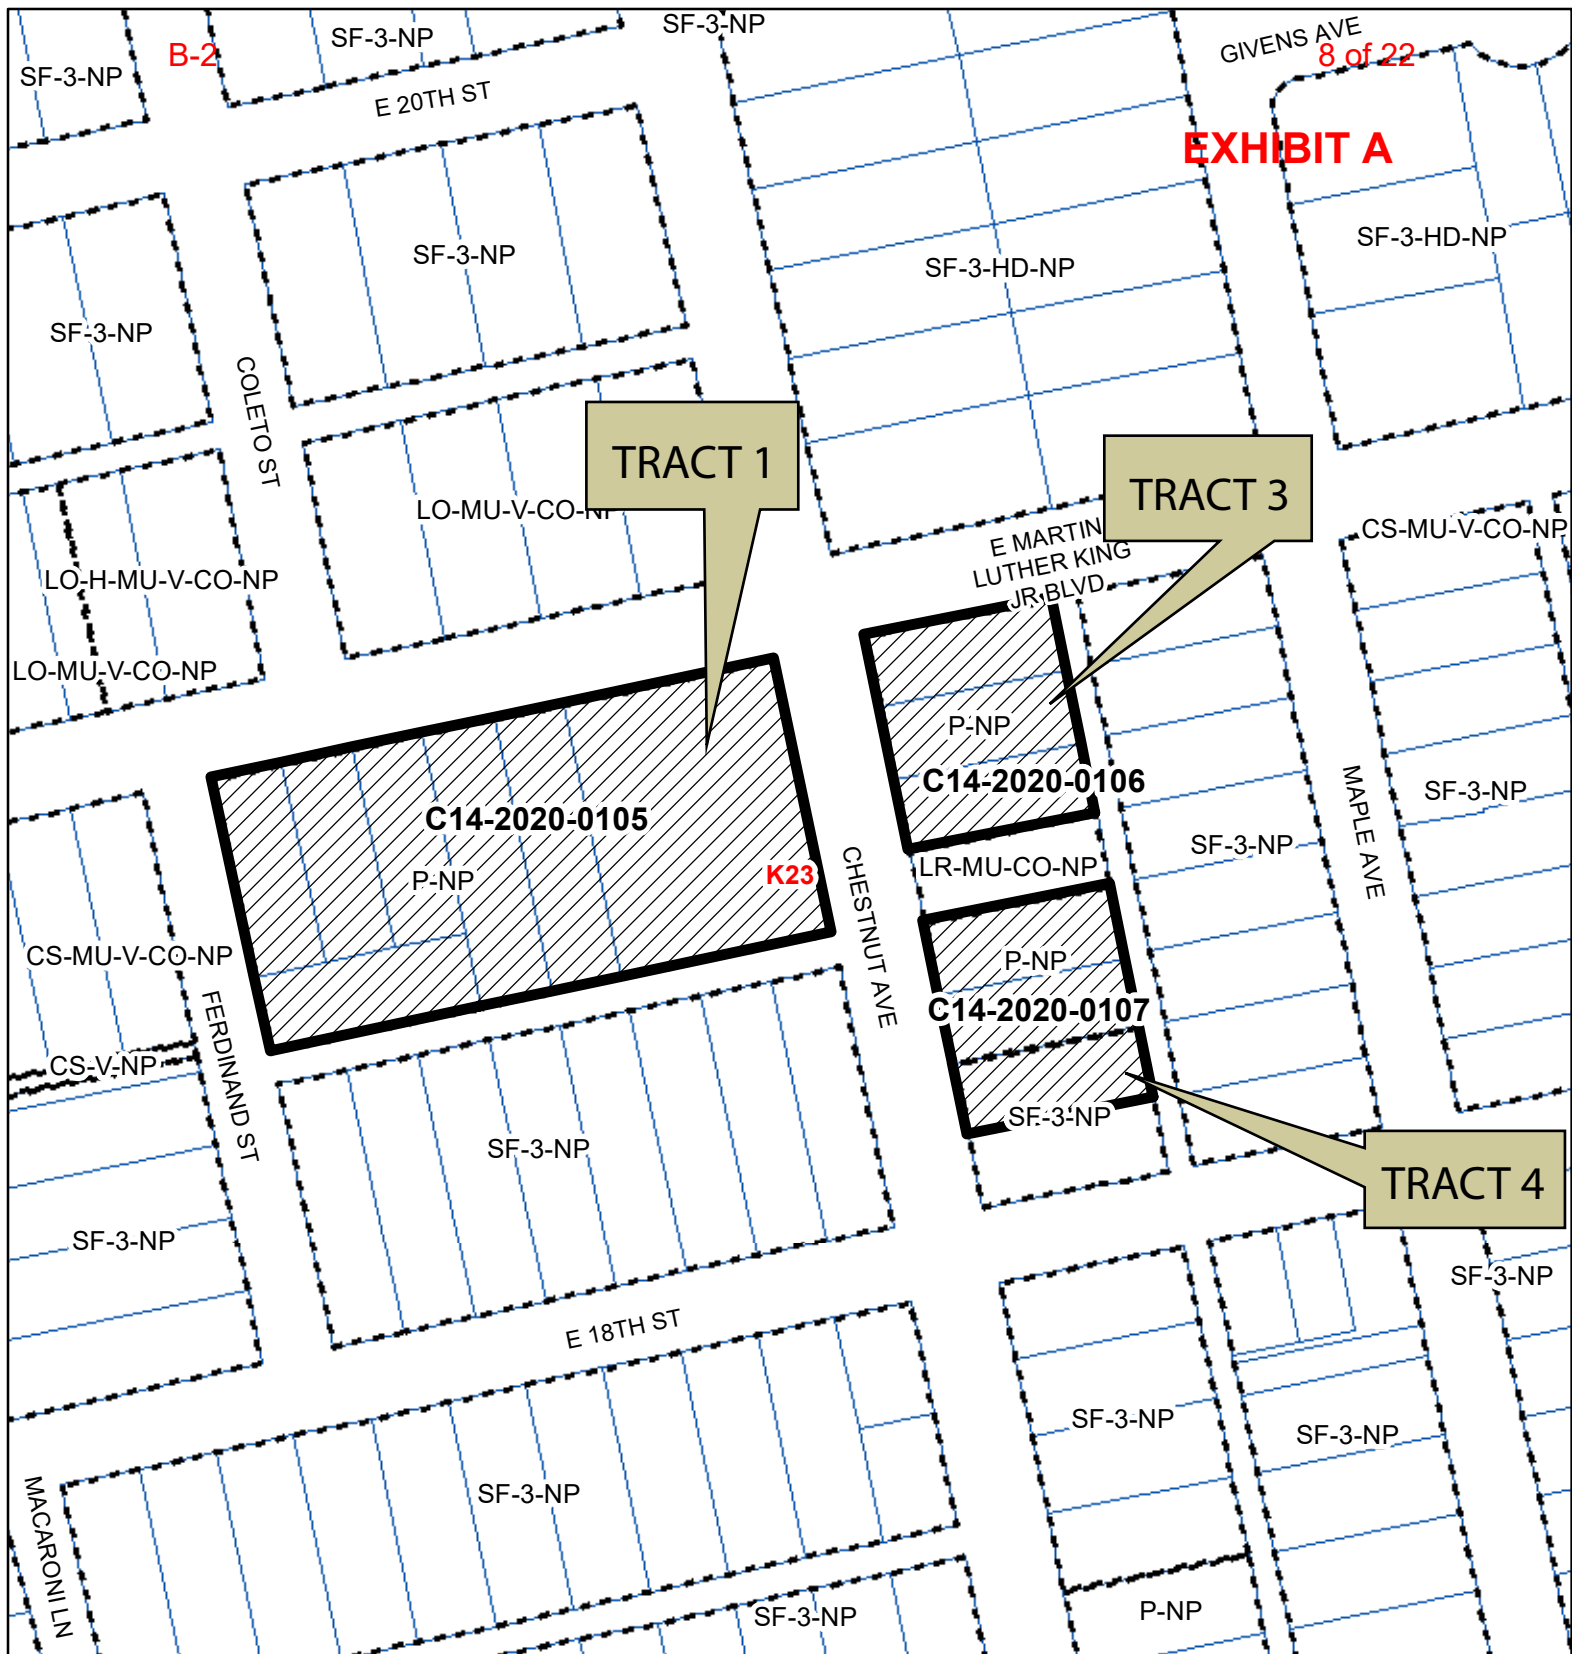 SF-3-NP
SF-3-NP
GIVENS AVE
B-2
8 of 22
SF-3-NP
E 20TH ST
EXHIBIT A
SF-3-NP
SF-3-HD-NP
SF-3-HD-NP
SF-3-NP
COLETO ST
TRACT 1
TRACT 3
LO-MU-V-CO-NP
CS-MU-V-CO-NP
E MARTIN
LUTHER KING
JR BLVD
LO-H-MU-V-CO-NP
LO-MU-V-CO-NP
P-NP
C14-2020-0106
C14-2020-0105
MAPLE AVE
SF-3-NP
SF-3-NP
P-NP
K23
LR-MU-CO-NP
CHESTNUT AVE
CS-MU-V-CO-NP
P-NP
C14-2020-0107
CS-V-NP
FERDINAND ST
SF-3-NP
SF-3-NP
TRACT 4
SF-3-NP
SF-3-NP
E 18TH ST
SF-3-NP
SF-3-NP
SF-3-NP
MACARONI LN
SF-3-NP
P-NP